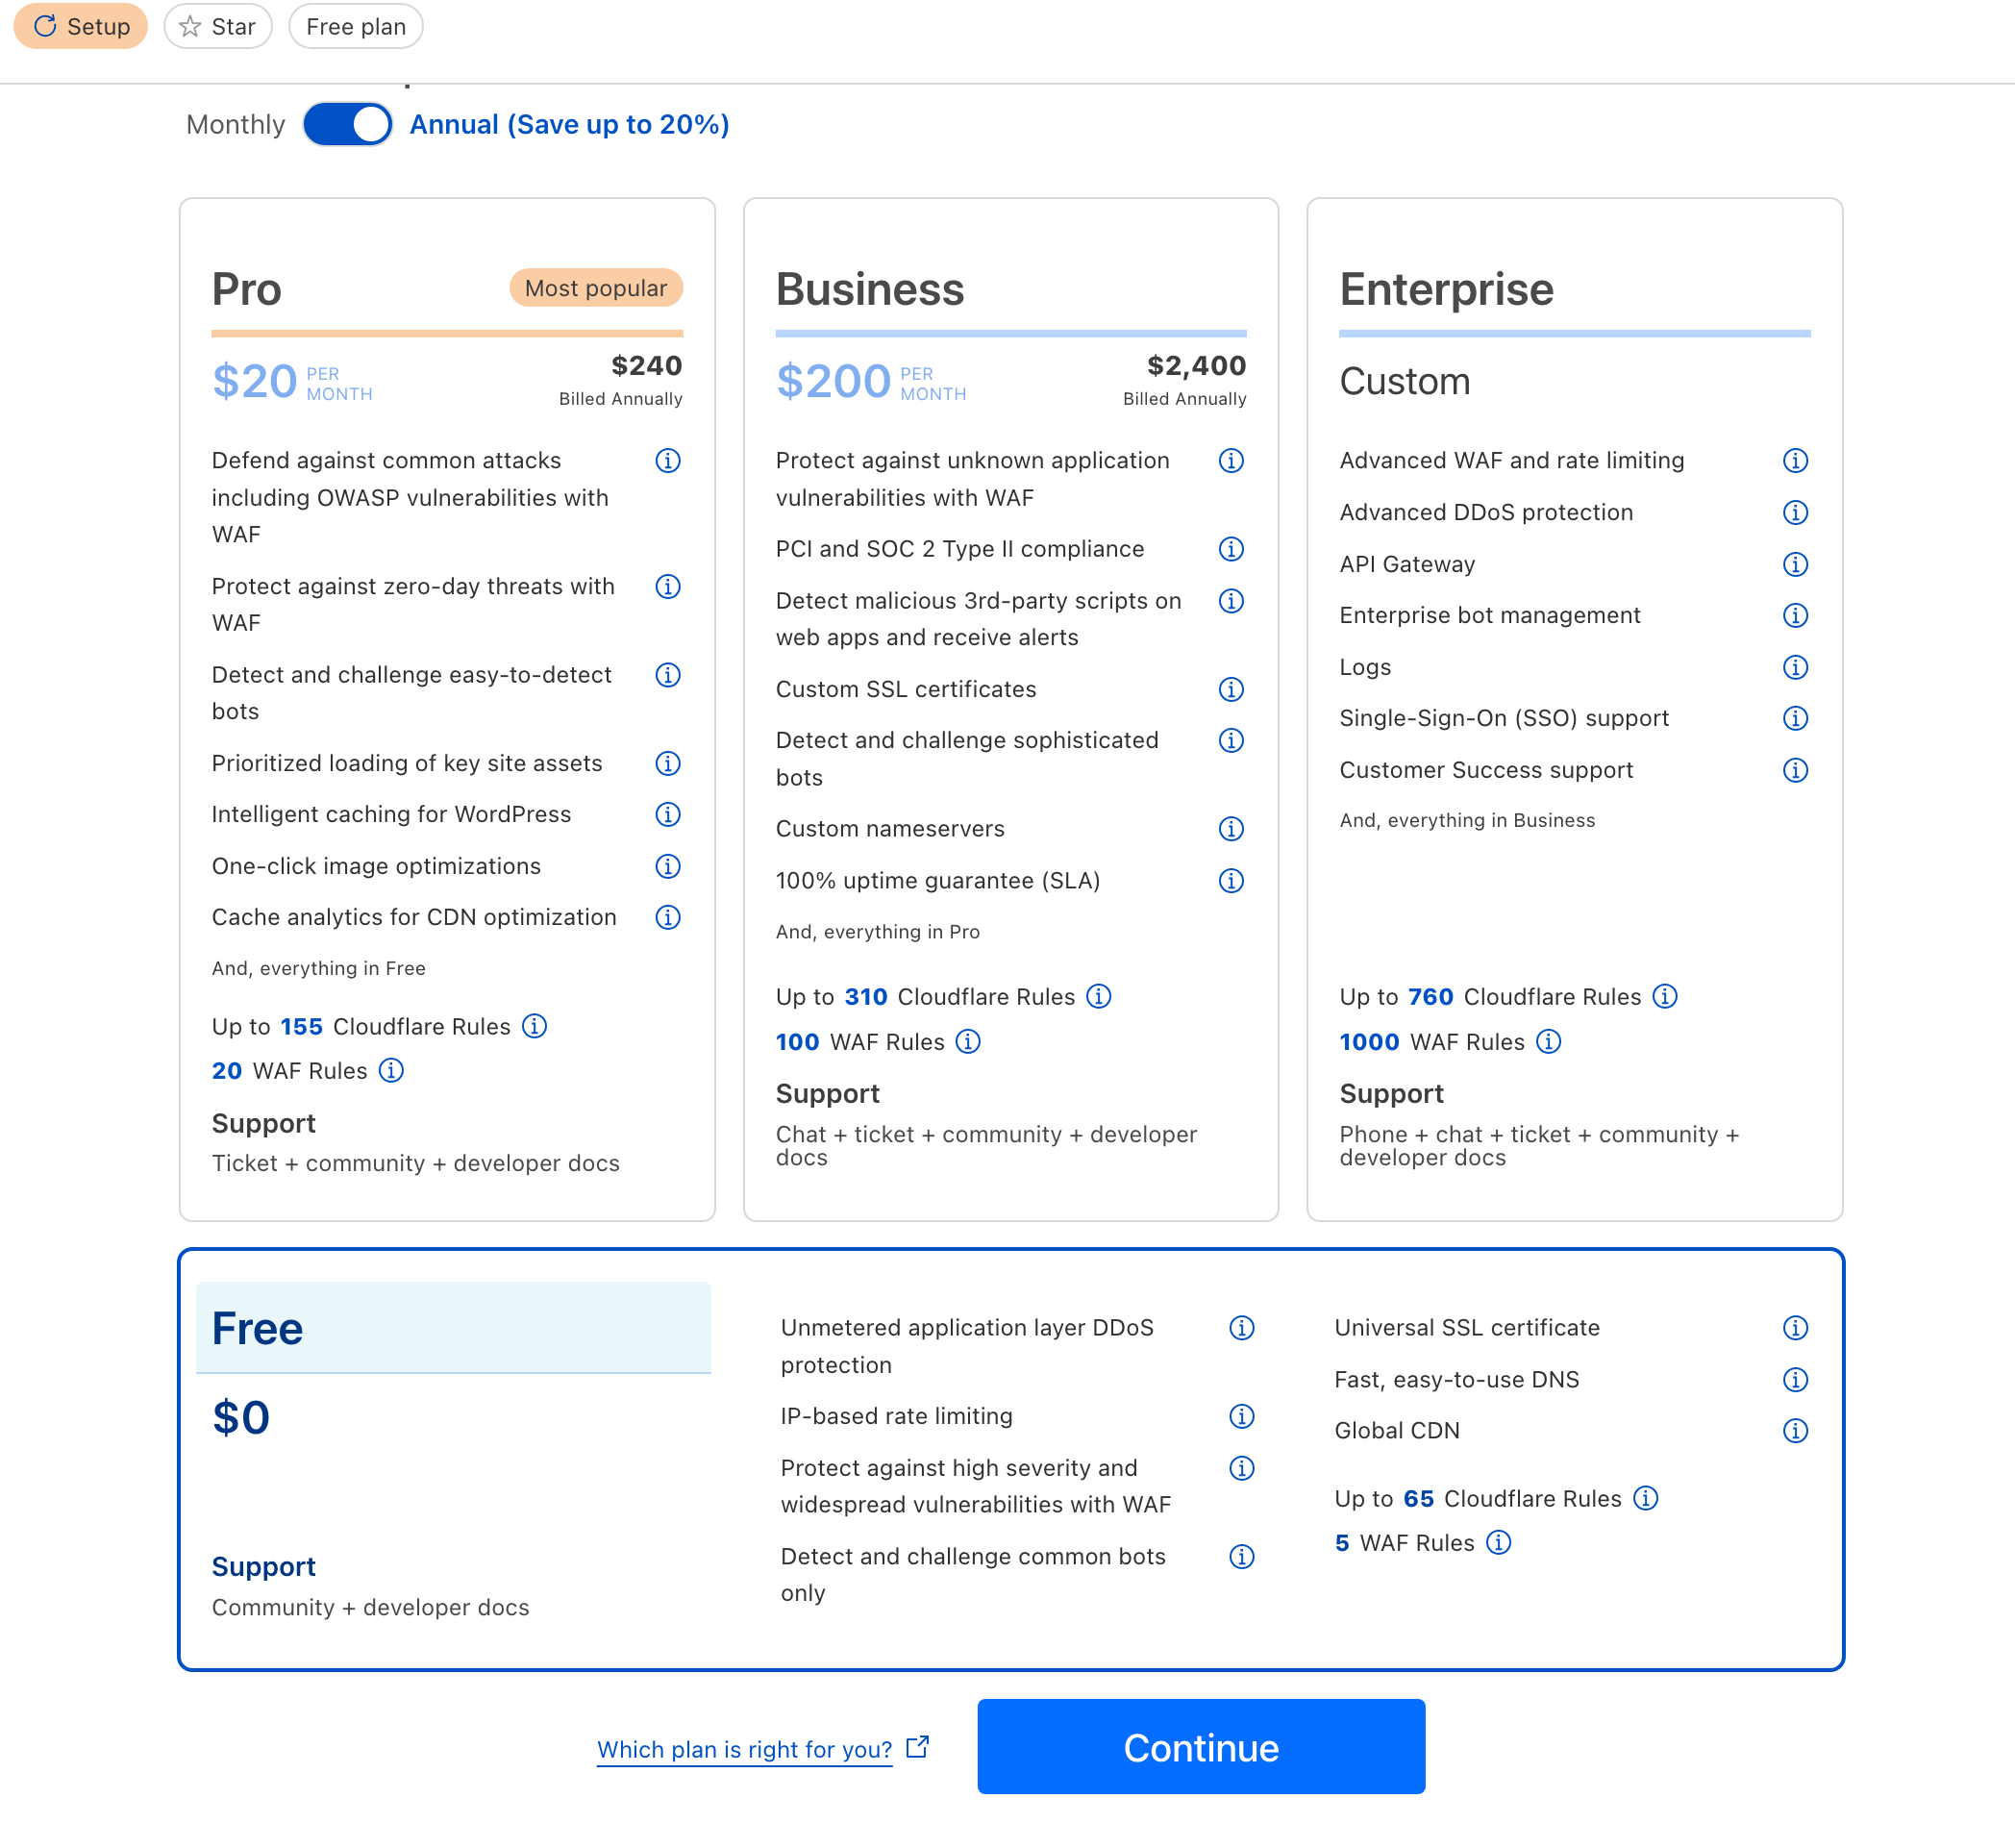 Setup
Star
Free plan
Monthly
Annual (Save up to 20%)
Pro
Most popular
$20 PER MONTH
$240
Billed Annually
Defend against common attacks
including OWASP vulnerabilities with
WAF
Protect against zero-day threats with
WAF
Detect and challenge easy-to-detect
bots
Prioritized loading of key site assets
Intelligent caching for WordPress
One-click image optimizations
Cache analytics for CDN optimization
And, everything in Free
Up to 155 Cloudflare Rules
20 WAF Rules
Support
Ticket + community + developer docs
Business
$200 PER MONTH
$2,400
Billed Annually
Protect against unknown application
vulnerabilities with WAF
PCI and SOC 2 Type II compliance
Detect malicious 3rd-party scripts on
web apps and receive alerts
Custom SSL certificates
Detect and challenge sophisticated
bots
Custom nameservers
100% uptime guarantee (SLA)
And, everything in Pro
Up to 310 Cloudflare Rules
100 WAF Rules
Support
Chat + ticket + community + developer
docs
Enterprise
Custom
Advanced WAF and rate limiting
Advanced DDoS protection
API Gateway
Enterprise bot management
Logs
Single-Sign-On (SSO) support
Customer Success support
And, everything in Business
Up to 760 Cloudflare Rules
1000 WAF Rules
Support
Phone + chat + ticket + community +
developer docs
Free
$0
Support
Community + developer docs
Unmetered application layer DDoS
protection
IP-based rate limiting
Protect against high severity and
widespread vulnerabilities with WAF
Detect and challenge common bots
only
Universal SSL certificate
Fast, easy-to-use DNS
Global CDN
Up to 65 Cloudflare Rules
5 WAF Rules
Which plan is right for you?
Continue